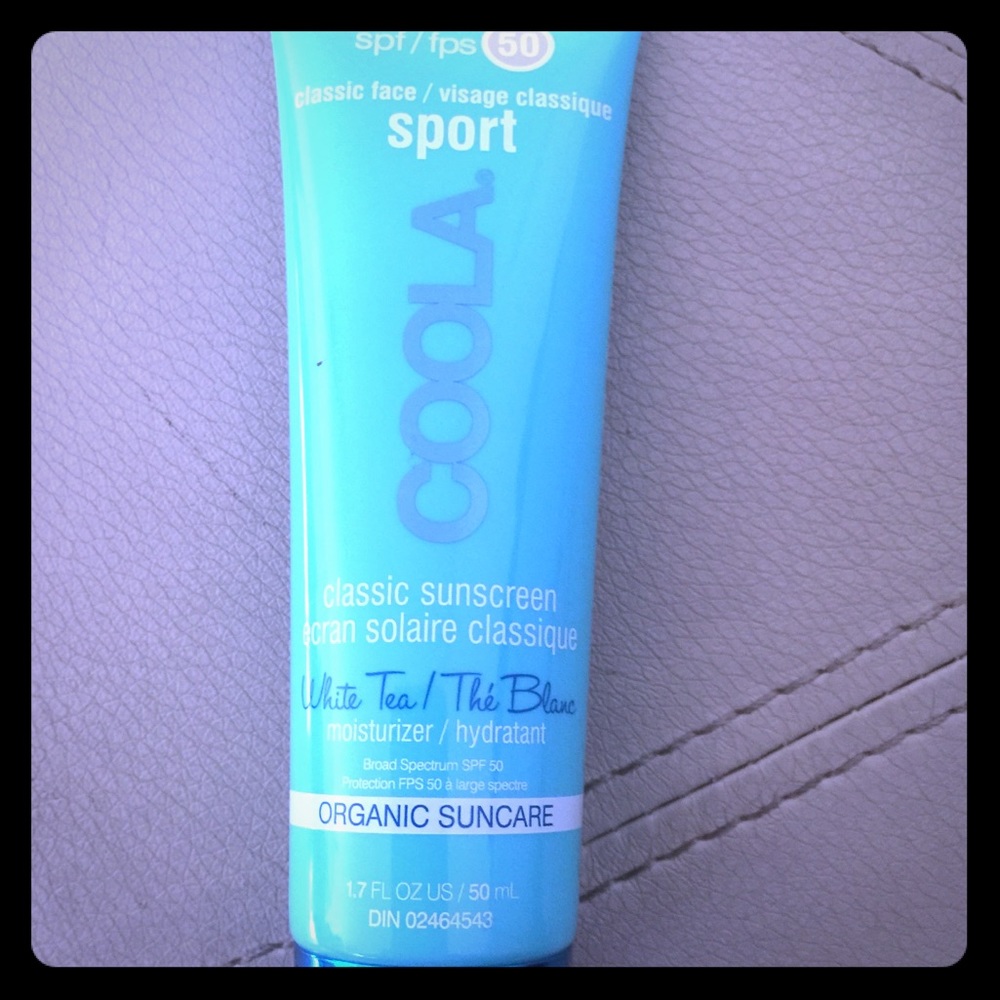 spf/fps 50
classic face / visage classique
sport
COOLA®
classic sunscreen
écran solaire classique
White Tea / Thé Blanc
moisturizer / hydratant
Broad Spectrum SPF 50
Protection FPS 50 à large spectre
ORGANIC SUNCARE
1.7 FL OZ US / 50 mL
DIN 02464543